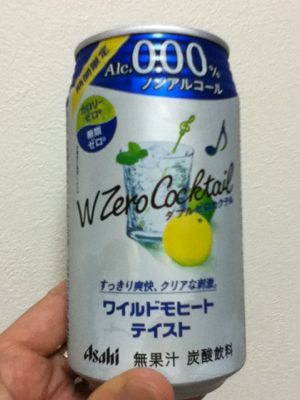 期間限定
Alc. 0.00%
ノンアルコール
カロリー
ゼロ※
糖類
ゼロ※
W Zero Cocktail
ダブルゼロカクテル
すっきり爽快、クリアな刺激。
ワイルドモヒート
テイスト
Asahi 無果汁 炭酸飲料